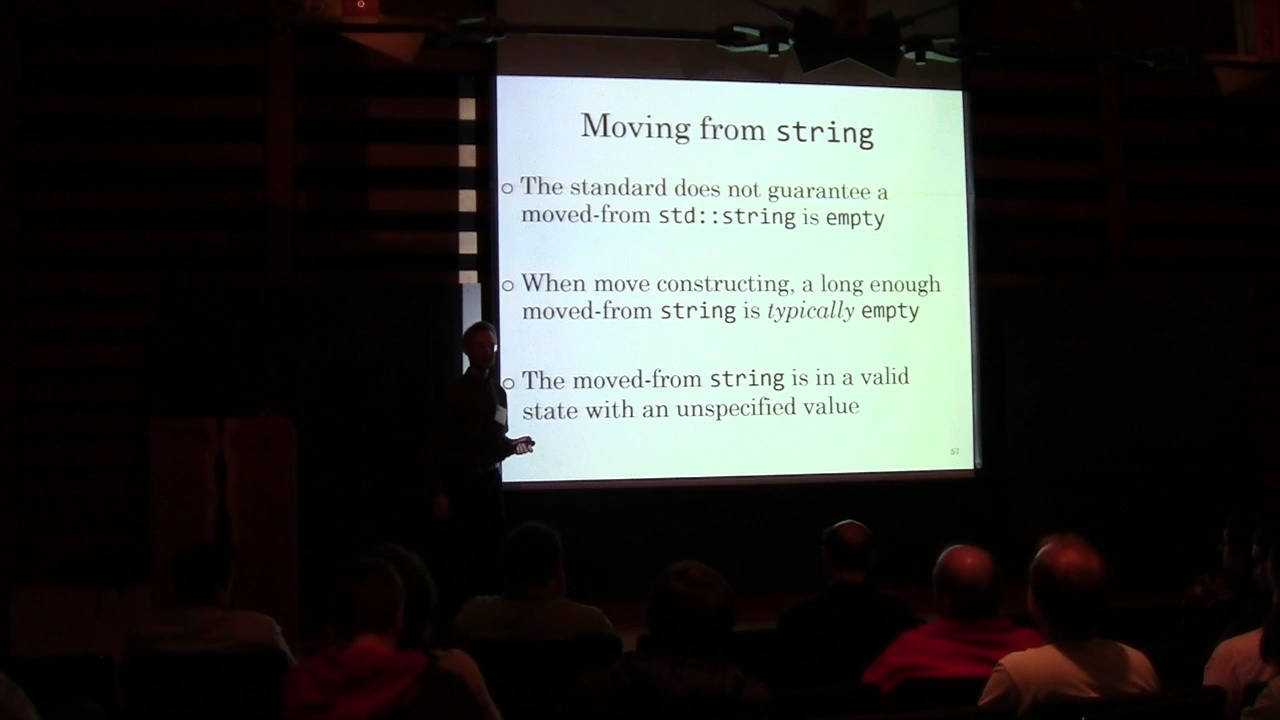 Moving from string
○ The standard does not guarantee a
moved-from std::string is empty
○ When move constructing, a long enough
moved-from string is typically empty
○ The moved-from string is in a valid
state with an unspecified value